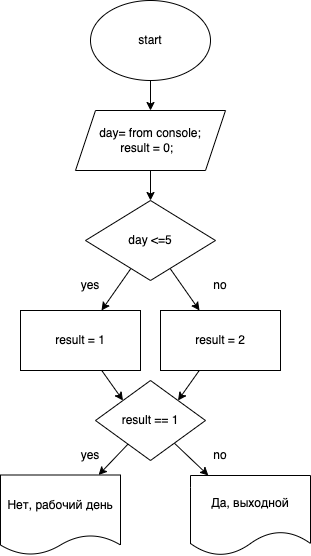 start
day= from console;
result = 0;
day <=5
yes
no
result = 1
result = 2
result == 1
yes
no
Нет, рабочий день
Да, выходной